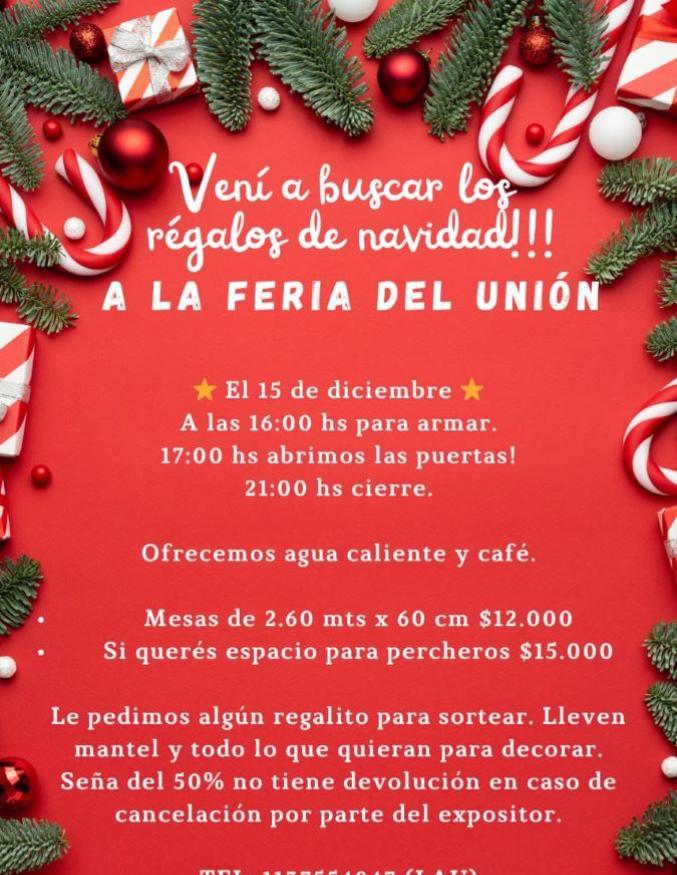 Vení a buscar los
régalos de navidad!!!
A LA FERIA DEL UNIÓN
⭐ El 15 de diciembre ⭐
A las 16:00 hs para armar.
17:00 hs abrimos las puertas!
21:00 hs cierre.
Ofrecemos agua caliente y café.
• Mesas de 2.60 mts x 60 cm $12.000
• Si querés espacio para percheros $15.000
Le pedimos algún regalito para sortear. Lleven
mantel y todo lo que quieran para decorar.
Seña del 50% no tiene devolución en caso de
cancelación por parte del expositor.
TEL: (LAU)